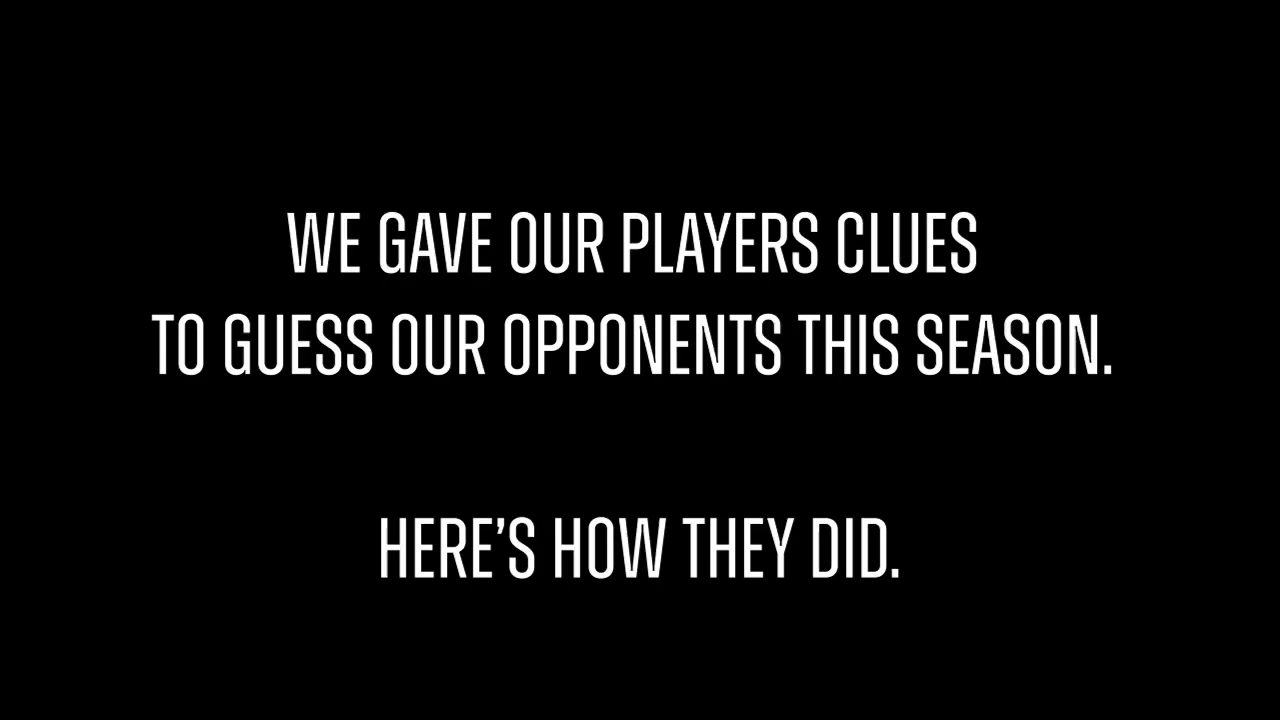 WE GAVE OUR PLAYERS CLUES
TO GUESS OUR OPPONENTS THIS SEASON.
HERE’S HOW THEY DID.